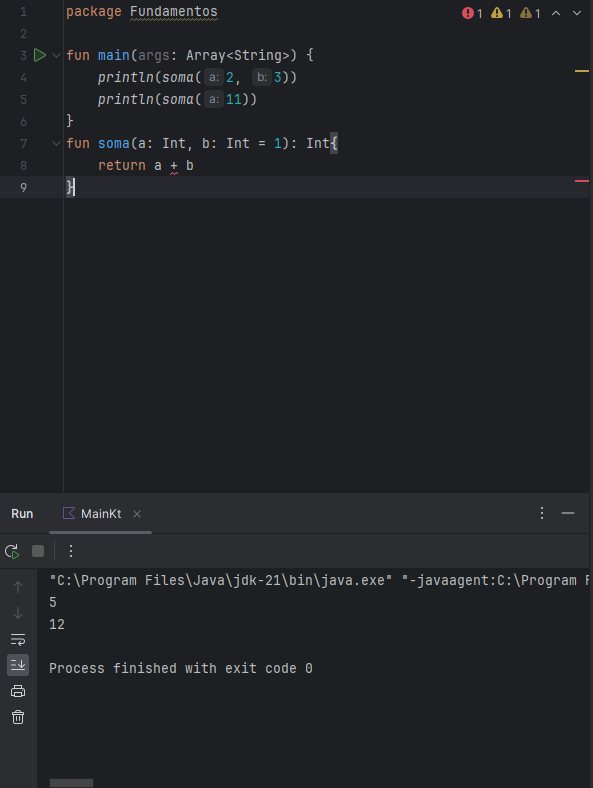 1 package Fundamentos 1 1 1
2
3 fun main(args: Array<String>) {
4 println(soma( a: 2, b: 3))
5 println(soma( a: 11))
6 }
7 fun soma(a: Int, b: Int = 1): Int{
8 return a + b
9 }
Run MainKt
"C:\Program Files\Java\jdk-21\bin\java.exe" "-javaagent:C:\Program F
5
12
Process finished with exit code 0